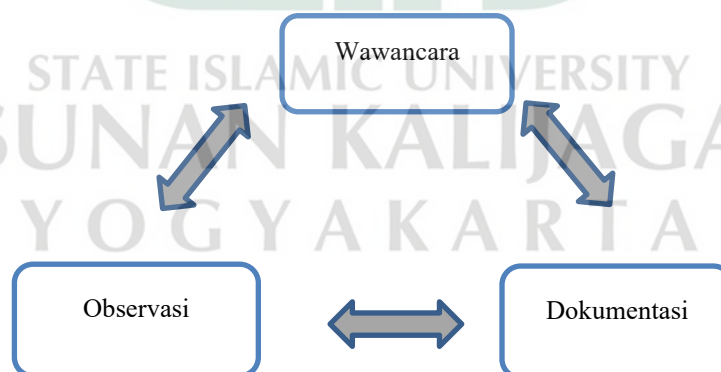 Wawancara
STATE ISLAMIC UNIVERSITY
SUNAN KALIJAGA
YOGYAKARTA
Observasi
Dokumentasi